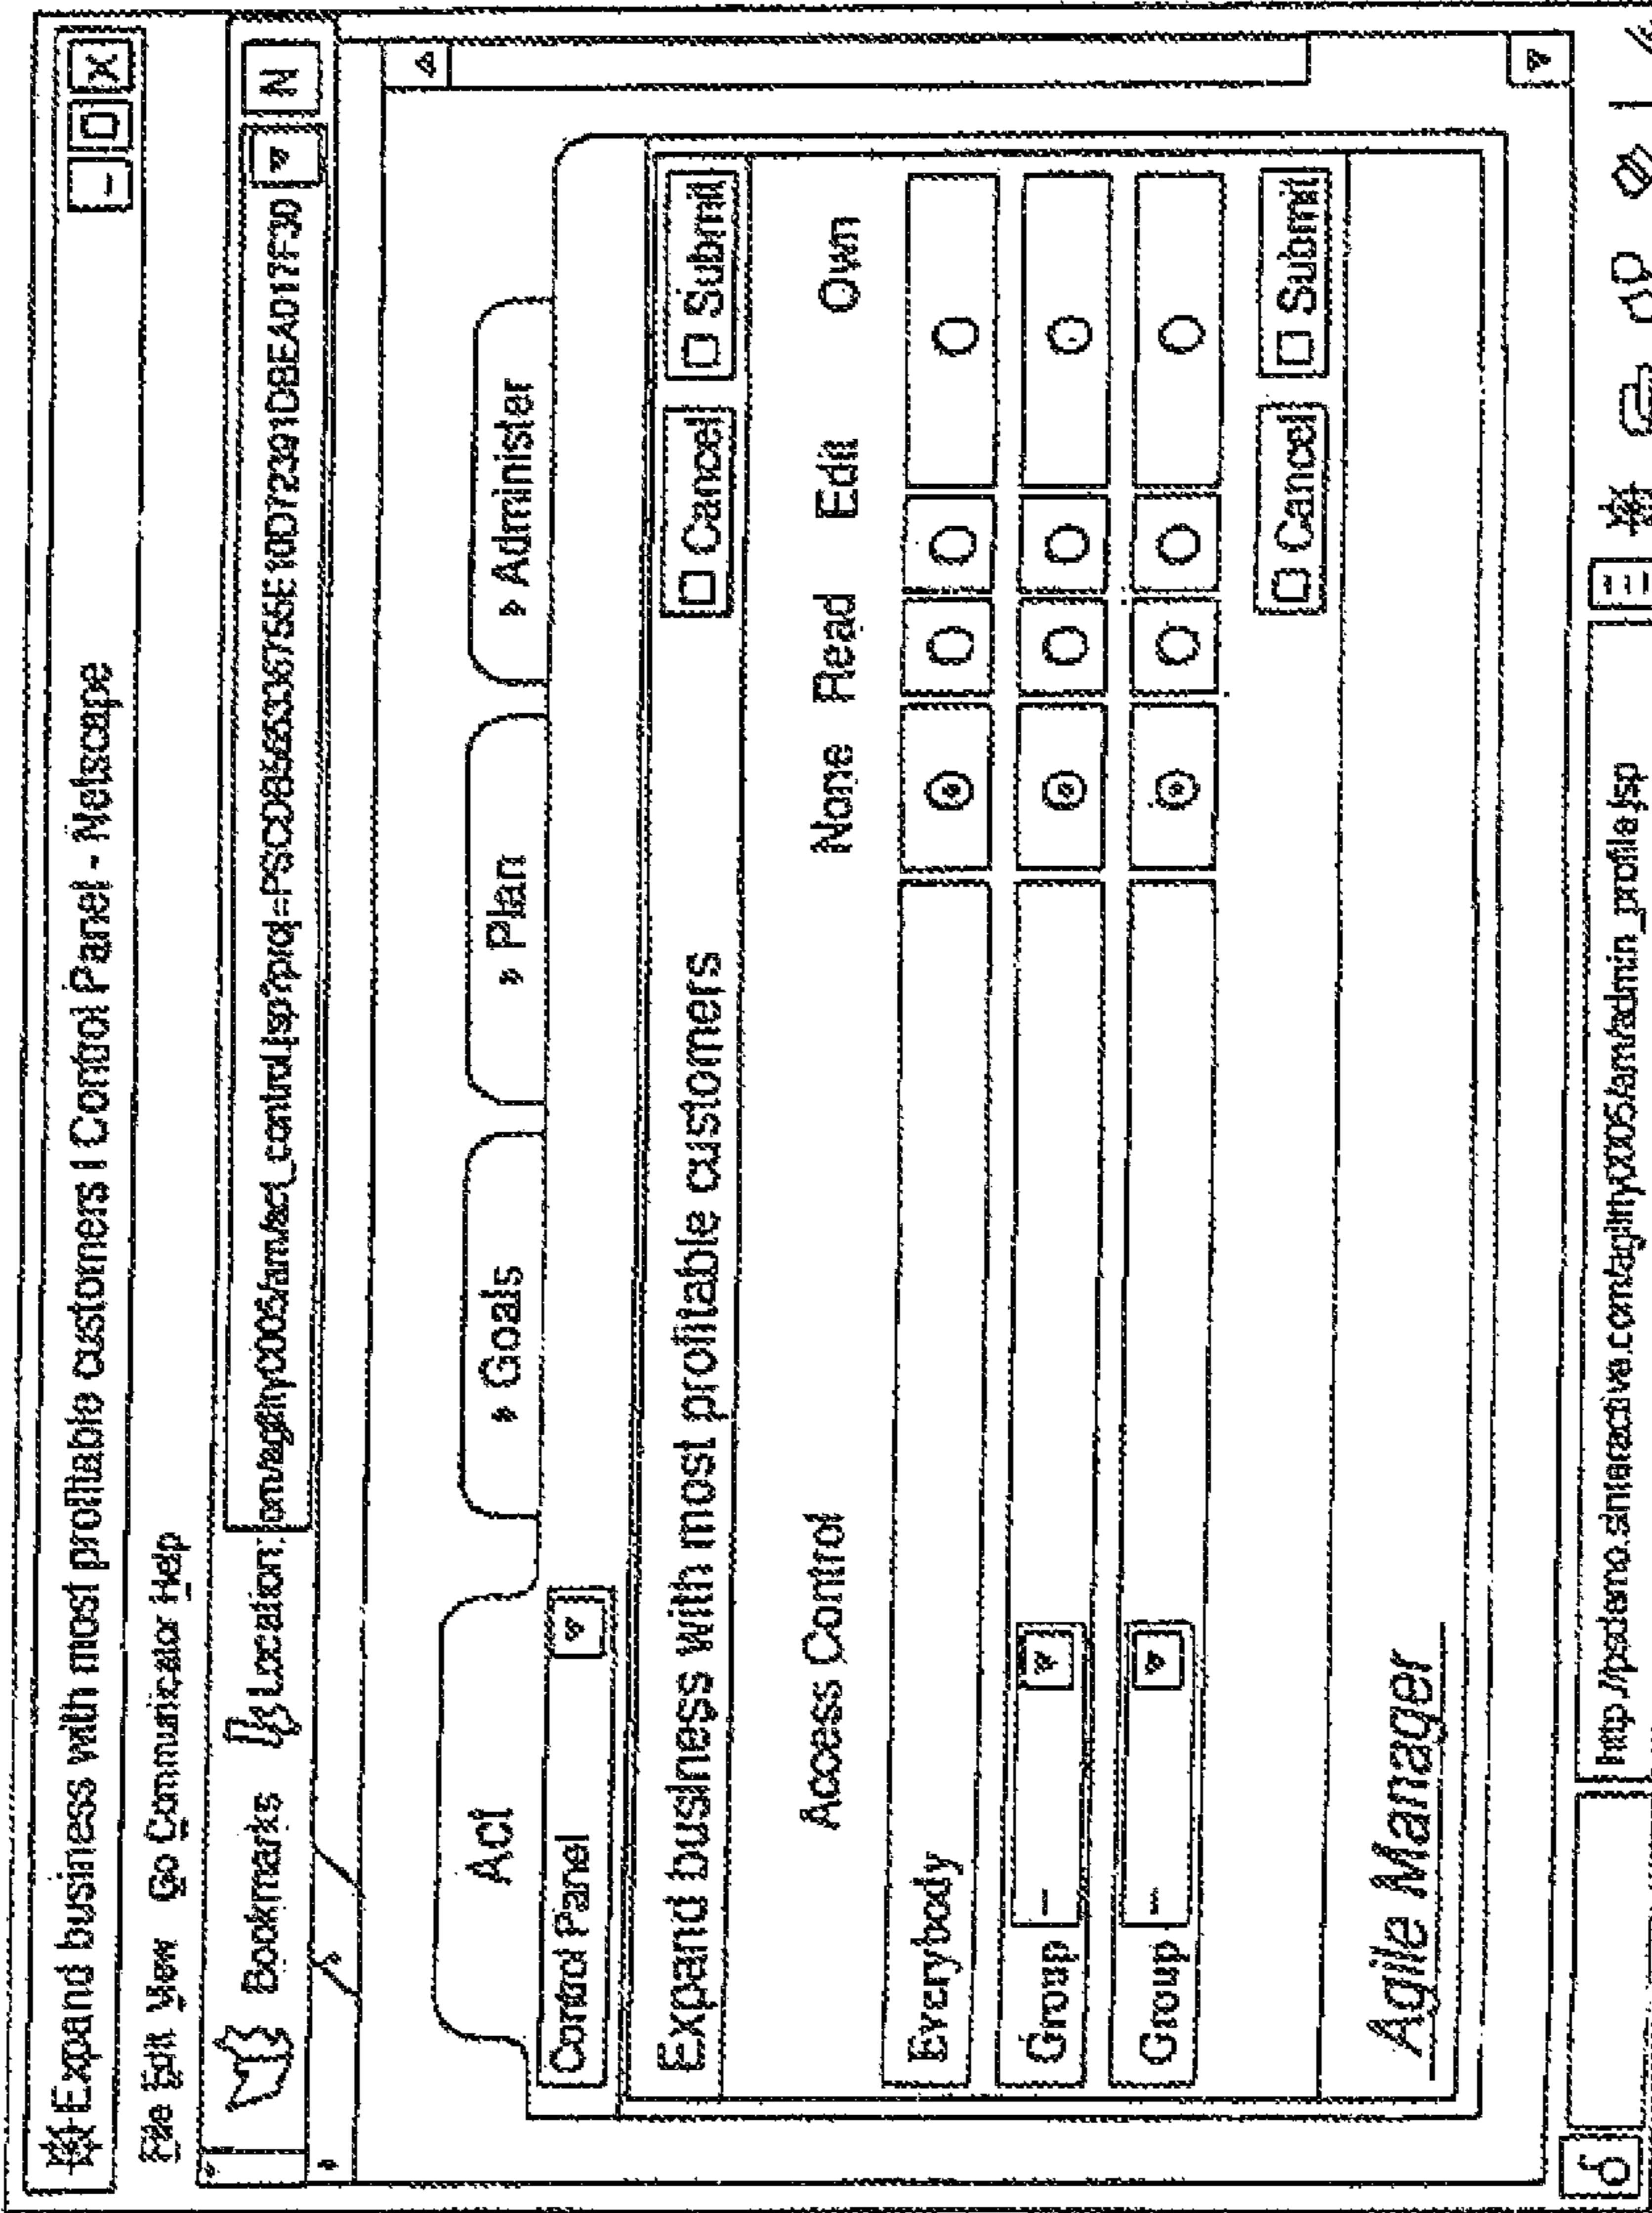 Expand business with most profitable customers | Control Panel - Netscape
File Edit View Go Communicator Help
Bookmarks Location:
N
Act
Goals
Plan
Administer
Control Panel
Expand business with most profitable customers
Cancel
Submit
Access Control None Read Edit Own
Everybody
Group –
Group –
Cancel
Submit
Agile Manager